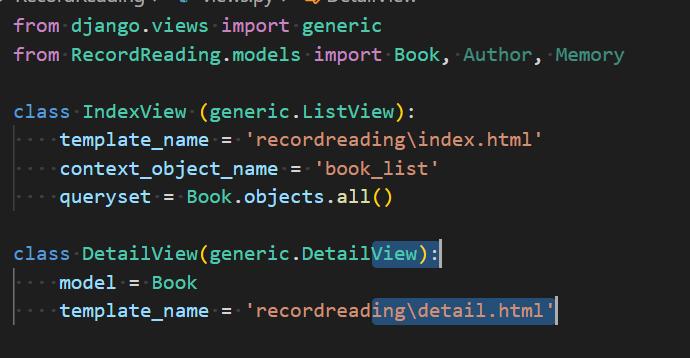 from django.views import generic
from RecordReading.models import Book, Author, Memory
class IndexView (generic.ListView):
template_name = 'recordreading\index.html'
context_object_name = 'book_list'
queryset = Book.objects.all()
class DetailView(generic.DetailView):
model = Book
template_name = 'recordreading\detail.html'